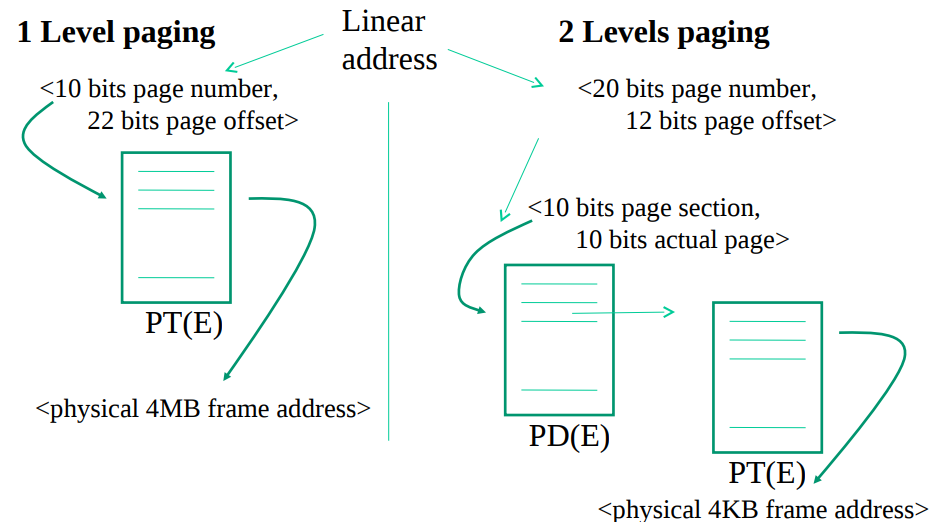 1 Level paging
Linear
address
2 Levels paging
<10 bits page number,
22 bits page offset>
PT(E)
<physical 4MB frame address>
<20 bits page number,
12 bits page offset>
<10 bits page section,
10 bits actual page>
PD(E)
PT(E)
<physical 4KB frame address>